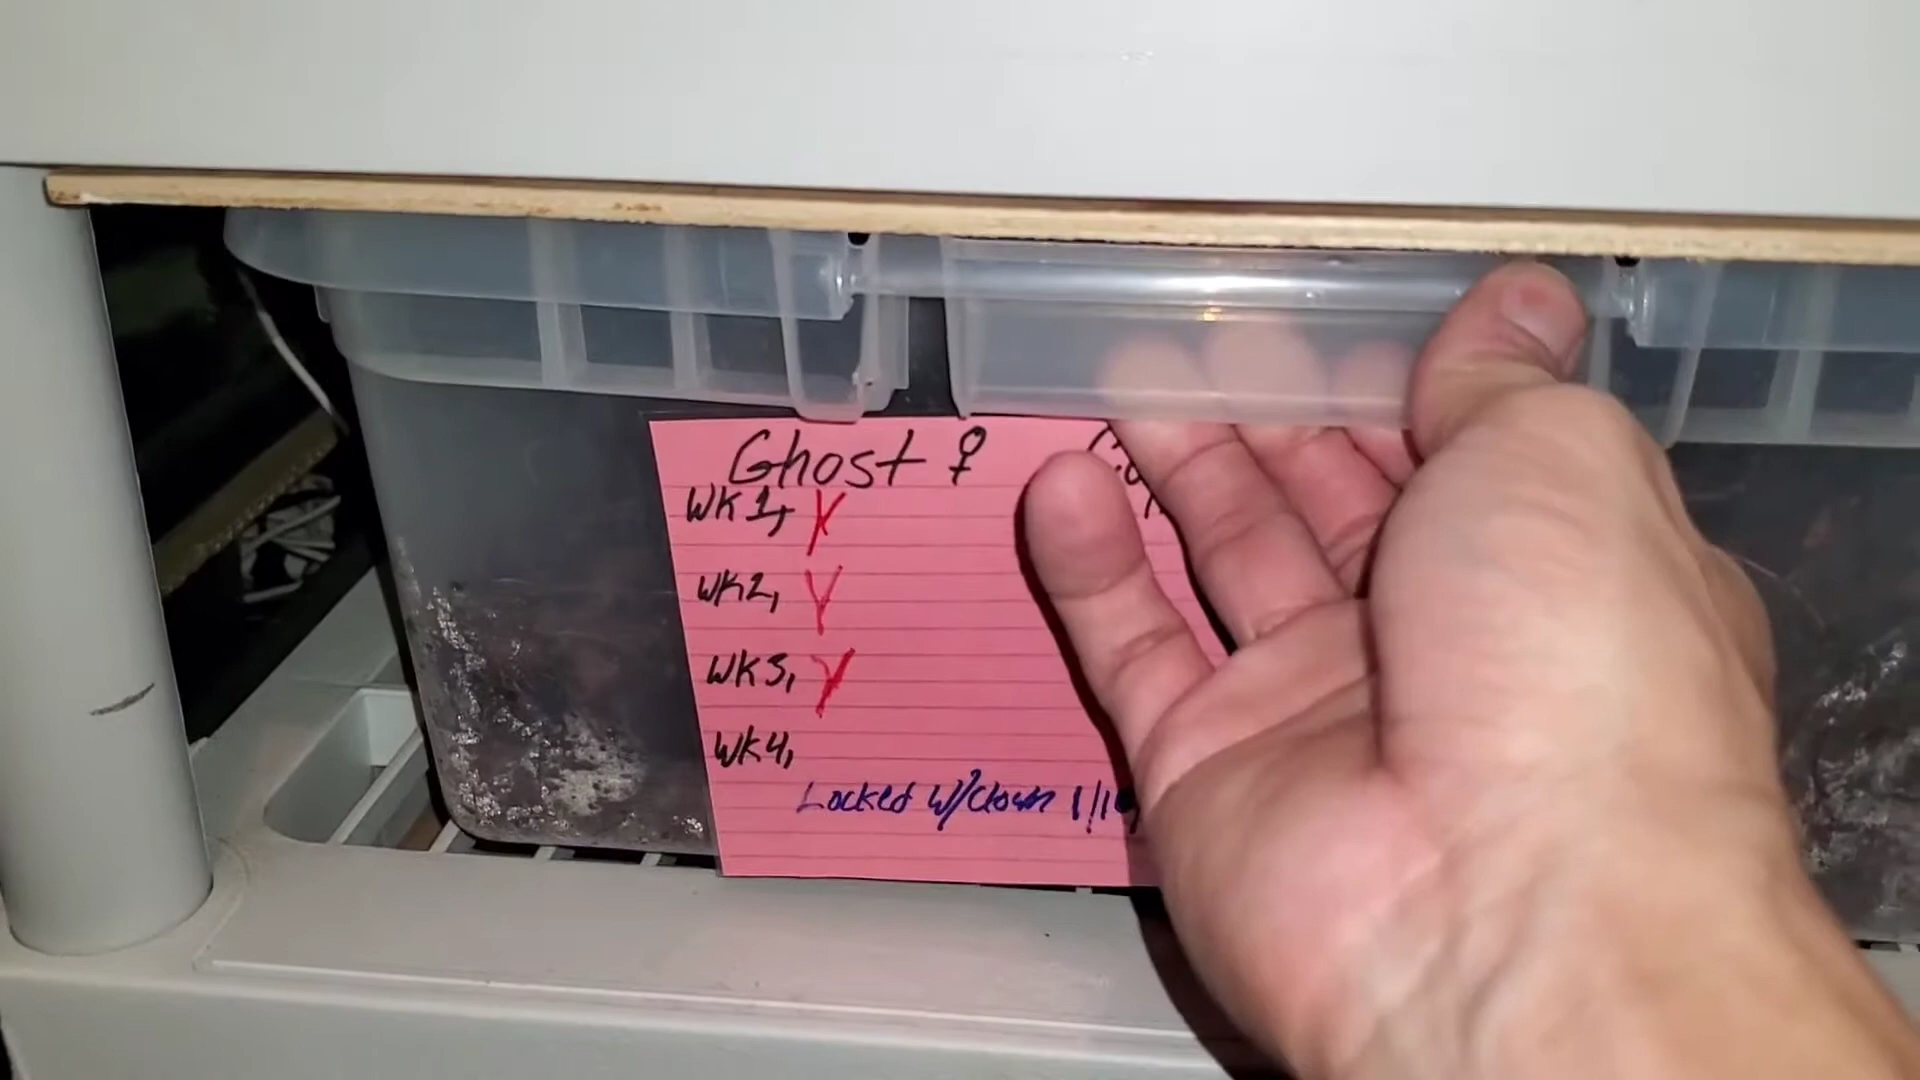 Ghost ♀
WK1, X
WK2, Y
WK3, Y
WK4,
Locked W/Clown